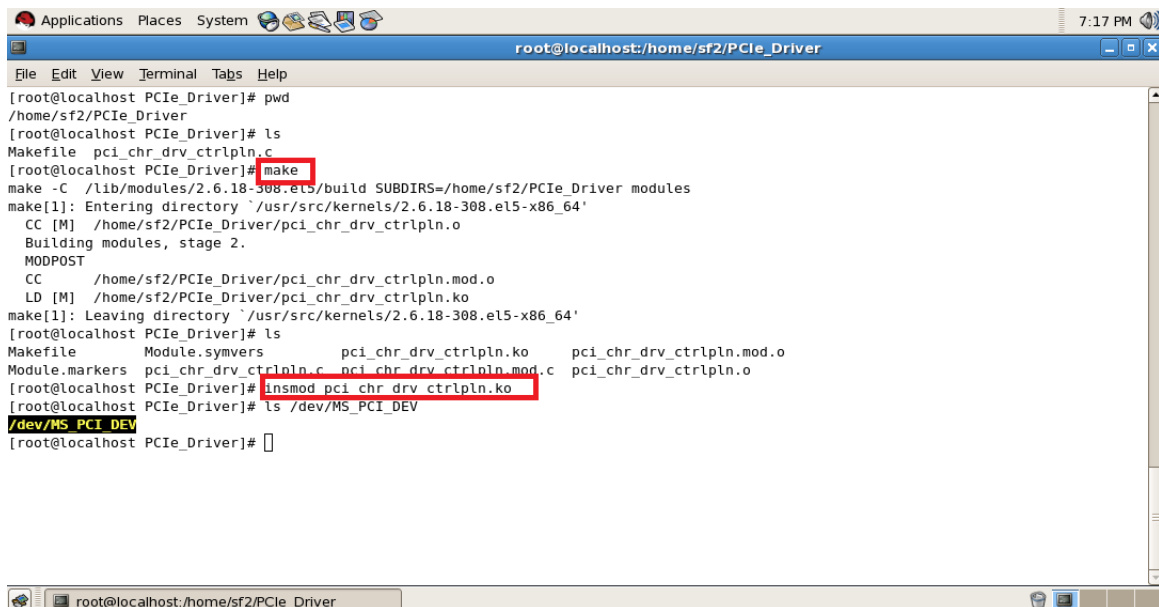 Applications Places System 7:17 PM
root@localhost:/home/sf2/PCIe_Driver
File Edit View Terminal Tabs Help
[root@localhost PCIe_Driver]# pwd
/home/sf2/PCIe_Driver
[root@localhost PCIe_Driver]# ls
Makefile  pci_chr_drv_ctrlpln.c
[root@localhost PCIe_Driver]# make
make -C  /lib/modules/2.6.18-308.el5/build SUBDIRS=/home/sf2/PCIe_Driver modules
make[1]: Entering directory `/usr/src/kernels/2.6.18-308.el5-x86_64'
  CC [M]  /home/sf2/PCIe_Driver/pci_chr_drv_ctrlpln.o
  Building modules, stage 2.
  MODPOST
  CC      /home/sf2/PCIe_Driver/pci_chr_drv_ctrlpln.mod.o
  LD [M]  /home/sf2/PCIe_Driver/pci_chr_drv_ctrlpln.ko
make[1]: Leaving directory `/usr/src/kernels/2.6.18-308.el5-x86_64'
[root@localhost PCIe_Driver]# ls
Makefile        Module.symvers         pci_chr_drv_ctrlpln.ko     pci_chr_drv_ctrlpln.mod.o
Module.markers  pci_chr_drv_ctrlpln.c  pci_chr_drv_ctrlpln.mod.c  pci_chr_drv_ctrlpln.o
[root@localhost PCIe_Driver]# insmod pci_chr_drv_ctrlpln.ko
[root@localhost PCIe_Driver]# ls /dev/MS_PCI_DEV
/dev/MS_PCI_DEV
[root@localhost PCIe_Driver]#
root@localhost:/home/sf2/PCIe_Driver